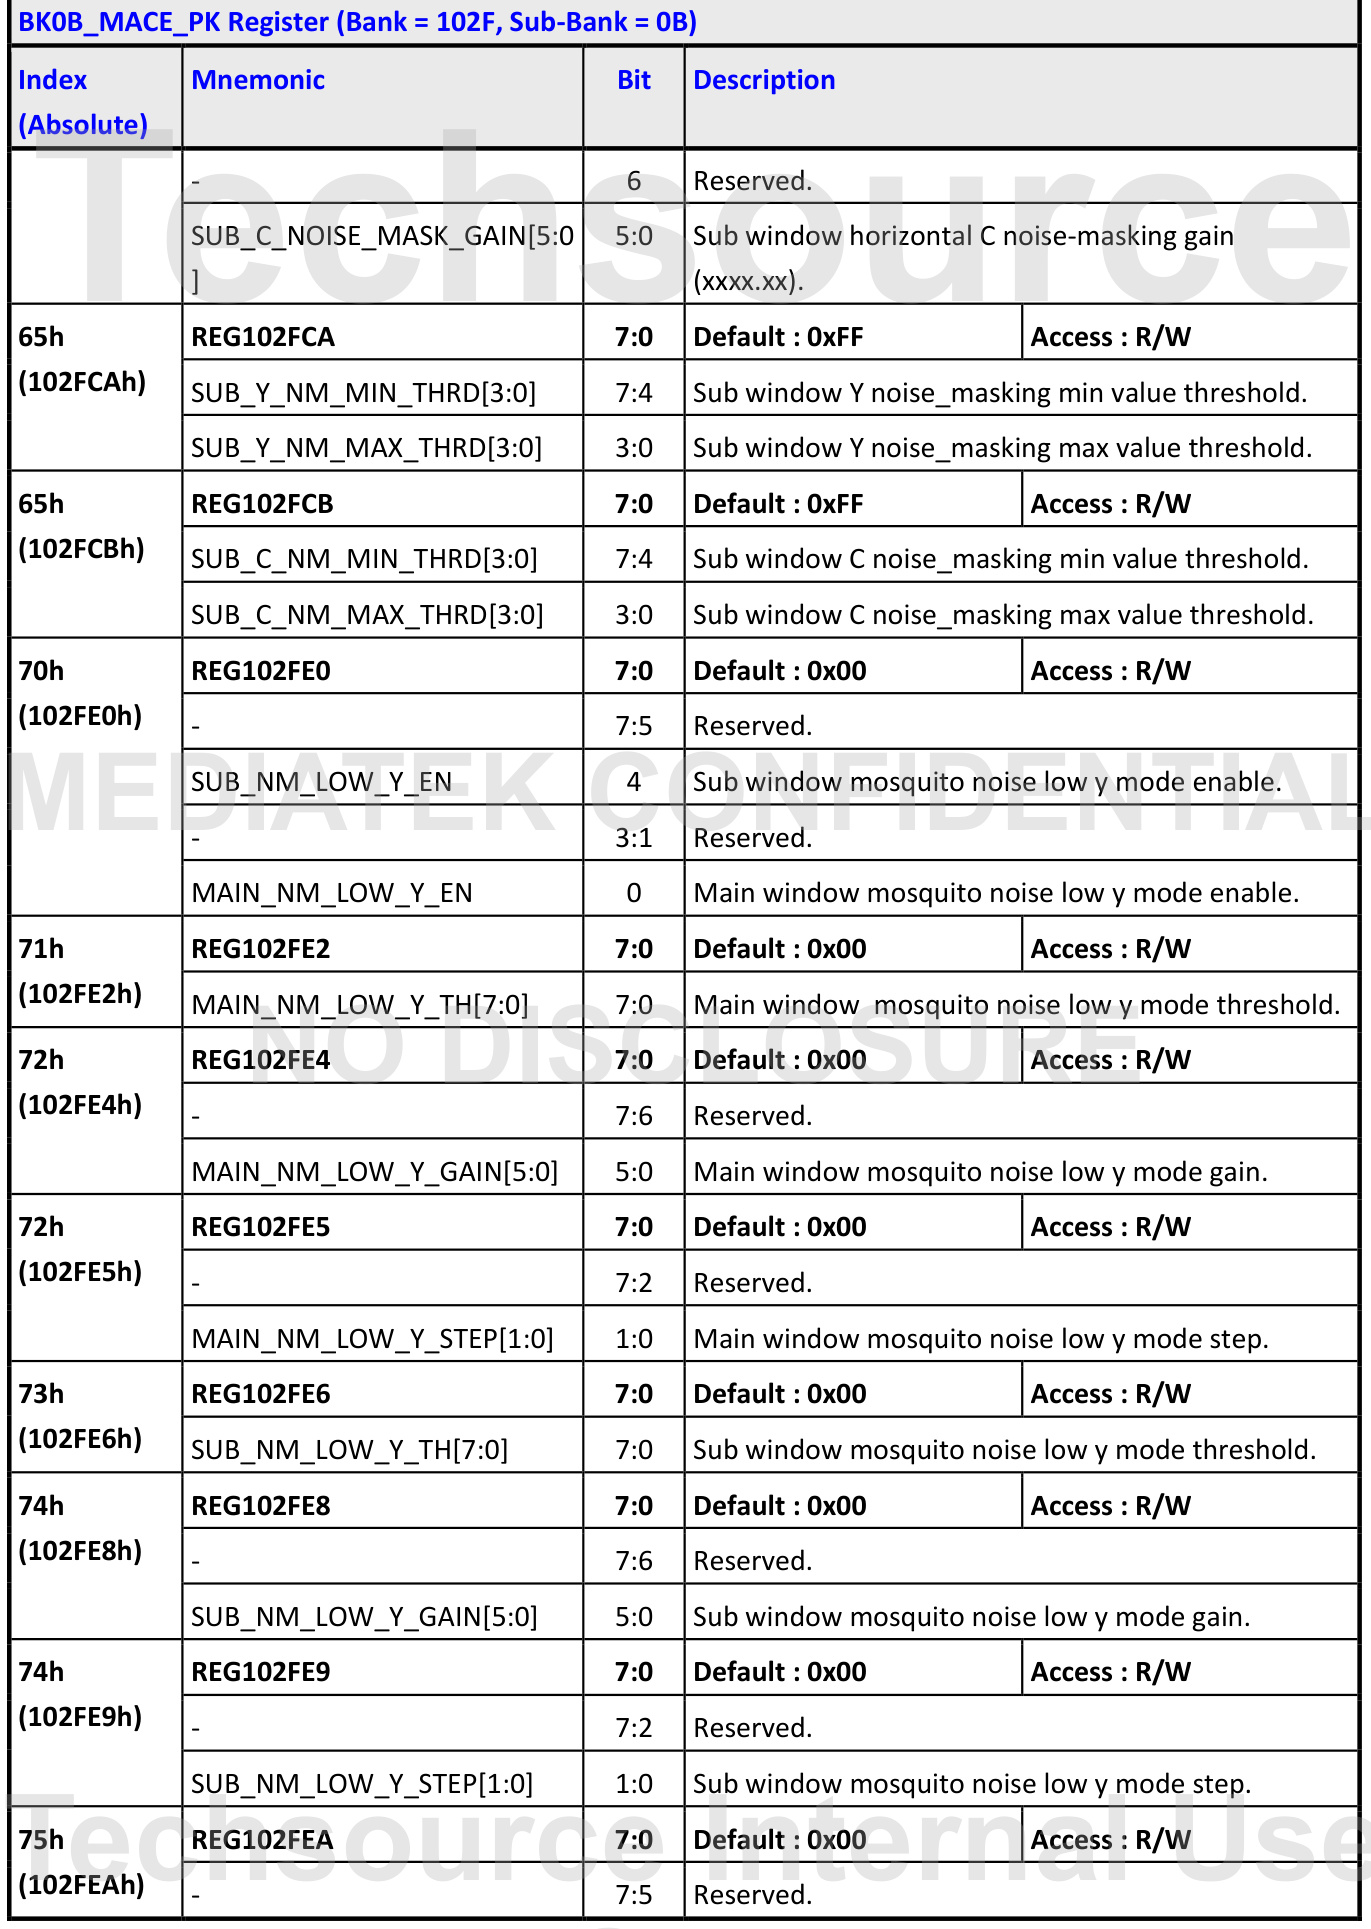 BK0B_MACE_PK Register (Bank = 102F, Sub-Bank = 0B)
Index Mnemonic Bit Description
(Absolute)
Techsource
- 6 Reserved.
SUB_C_NOISE_MASK_GAIN[5:0 5:0 Sub window horizontal C noise-masking gain
] (xxxx.xx).
65h REG102FCA 7:0 Default : 0xFF Access : R/W
(102FCAh) SUB_Y_NM_MIN_THRD[3:0] 7:4 Sub window Y noise_masking min value threshold.
SUB_Y_NM_MAX_THRD[3:0] 3:0 Sub window Y noise_masking max value threshold.
65h REG102FCB 7:0 Default : 0xFF Access : R/W
(102FCBh) SUB_C_NM_MIN_THRD[3:0] 7:4 Sub window C noise_masking min value threshold.
SUB_C_NM_MAX_THRD[3:0] 3:0 Sub window C noise_masking max value threshold.
70h REG102FE0 7:0 Default : 0x00 Access : R/W
(102FE0h) - 7:5 Reserved.
MEDIATEK CONFIDENTIAL
SUB_NM_LOW_Y_EN 4 Sub window mosquito noise low y mode enable.
- 3:1 Reserved.
MAIN_NM_LOW_Y_EN 0 Main window mosquito noise low y mode enable.
71h REG102FE2 7:0 Default : 0x00 Access : R/W
(102FE2h) MAIN_NM_LOW_Y_TH[7:0] 7:0 Main window  mosquito noise low y mode threshold.
NO DISCLOSURE
72h REG102FE4 7:0 Default : 0x00 Access : R/W
(102FE4h) - 7:6 Reserved.
MAIN_NM_LOW_Y_GAIN[5:0] 5:0 Main window mosquito noise low y mode gain.
72h REG102FE5 7:0 Default : 0x00 Access : R/W
(102FE5h) - 7:2 Reserved.
MAIN_NM_LOW_Y_STEP[1:0] 1:0 Main window mosquito noise low y mode step.
73h REG102FE6 7:0 Default : 0x00 Access : R/W
(102FE6h) SUB_NM_LOW_Y_TH[7:0] 7:0 Sub window mosquito noise low y mode threshold.
74h REG102FE8 7:0 Default : 0x00 Access : R/W
(102FE8h) - 7:6 Reserved.
SUB_NM_LOW_Y_GAIN[5:0] 5:0 Sub window mosquito noise low y mode gain.
74h REG102FE9 7:0 Default : 0x00 Access : R/W
(102FE9h) - 7:2 Reserved.
SUB_NM_LOW_Y_STEP[1:0] 1:0 Sub window mosquito noise low y mode step.
Techsource Internal Use
75h REG102FEA 7:0 Default : 0x00 Access : R/W
(102FEAh) - 7:5 Reserved.